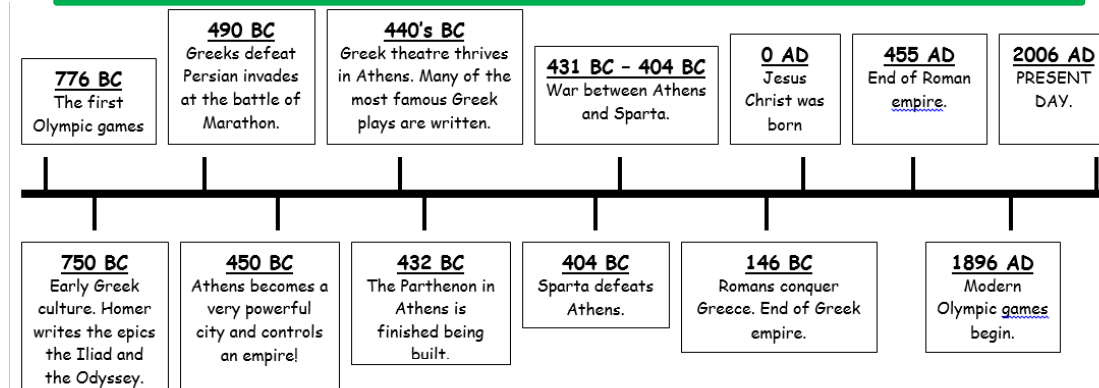 776 BC
The first
Olympic games
490 BC
Greeks defeat
Persian invades
at the battle of
Marathon.
440's BC
Greek theatre thrives
in Athens. Many of the
most famous Greek
plays are written.
431 BC – 404 BC
War between Athens
and Sparta.
0 AD
Jesus
Christ was
born
455 AD
End of Roman
empire.
2006 AD
PRESENT
DAY.
750 BC
Early Greek
culture. Homer
writes the epics
the Iliad and
the Odyssey.
450 BC
Athens becomes a
very powerful
city and controls
an empire!
432 BC
The Parthenon in
Athens is
finished being
built.
404 BC
Sparta defeats
Athens.
146 BC
Romans conquer
Greece. End of Greek
empire.
1896 AD
Modern
Olympic games
begin.